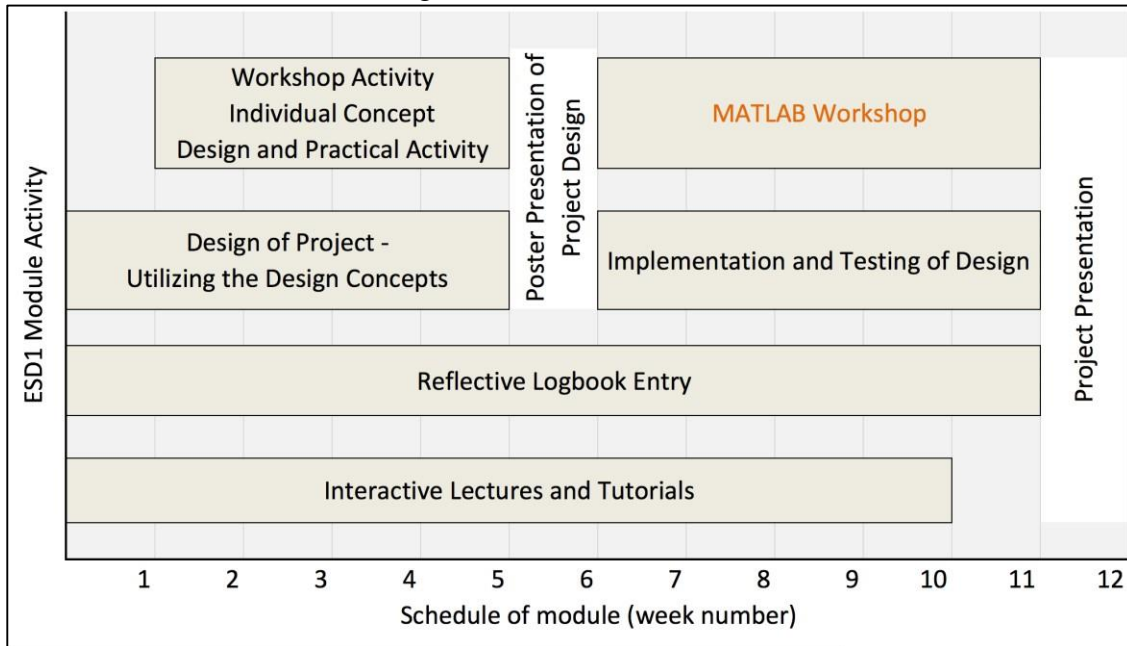 ESD1 Module Activity
Workshop Activity
Individual Concept
Design and Practical Activity
Poster Presentation of
Project Design
MATLAB Workshop
Design of Project -
Utilizing the Design Concepts
Implementation and Testing of Design
Project Presentation
Reflective Logbook Entry
Interactive Lectures and Tutorials
1 2 3 4 5 6 7 8 9 10 11 12
Schedule of module (week number)